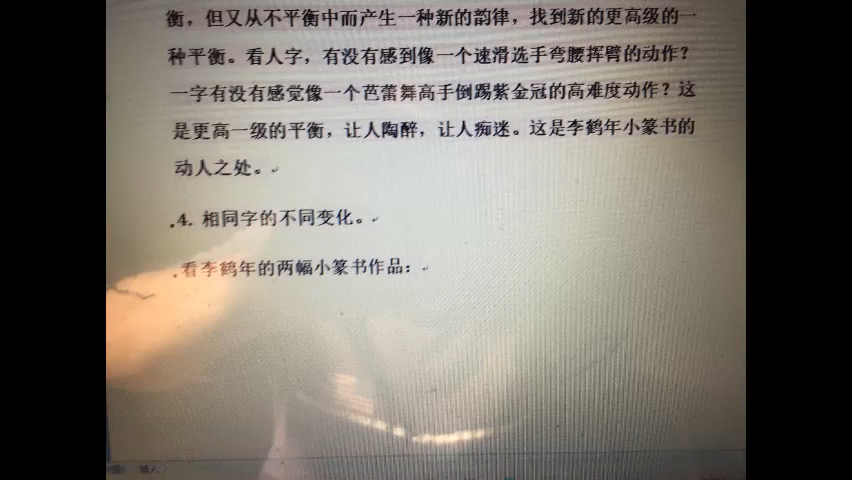 衡，但又从不平衡中而产生一种新的韵律，找到新的更高级的一
种平衡。看人字，有没有感到像一个速滑选手弯腰挥臂的动作？
一字有没有感觉像一个芭蕾舞高手倒踢紫金冠的高难度动作？这
是更高一级的平衡，让人陶醉，让人痴迷。这是李鹤年小篆书的
动人之处。
4. 相同字的不同变化。
看李鹤年的两幅小篆书作品：
插入